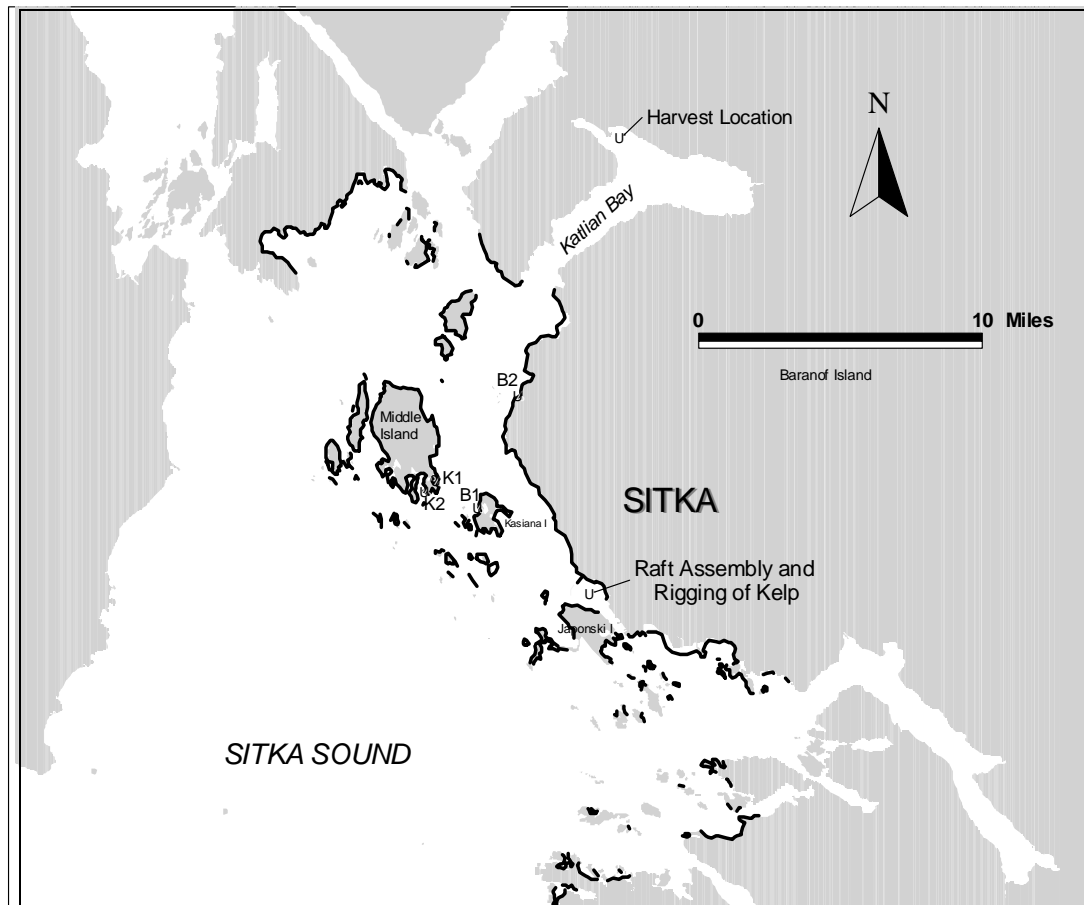 Harvest Location
U
N
Katlian Bay
0 10 Miles
Baranof Island
B2
U
Middle
Island
K1
U
U
K2
B1
U
Kasiana I
SITKA
Raft Assembly and
Rigging of Kelp
U
Japonski I
SITKA SOUND